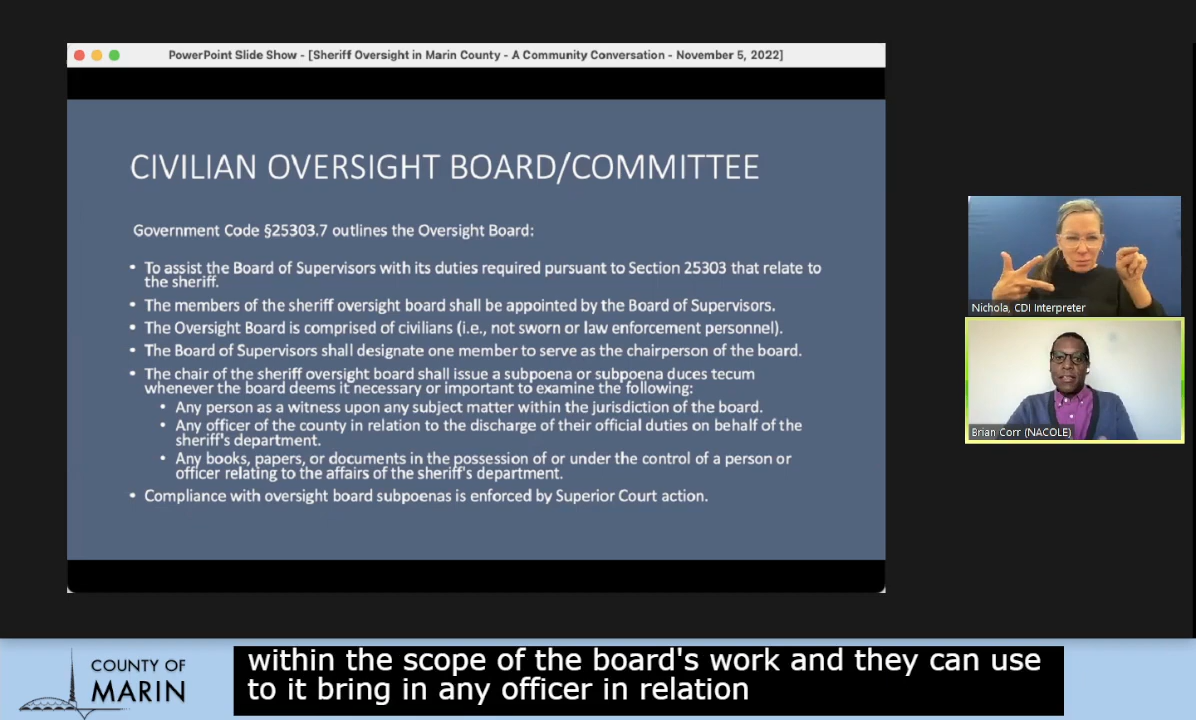 PowerPoint Slide Show - [Sheriff Oversight in Marin County - A Community Conversation - November 5, 2022]
CIVILIAN OVERSIGHT BOARD/COMMITTEE
Government Code §25303.7 outlines the Oversight Board:
• To assist the Board of Supervisors with its duties required pursuant to Section 25303 that relate to
the sheriff.
• The members of the sheriff oversight board shall be appointed by the Board of Supervisors.
• The Oversight Board is comprised of civilians (i.e., not sworn or law enforcement personnel).
• The Board of Supervisors shall designate one member to serve as the chairperson of the board.
• The chair of the sheriff oversight board shall issue a subpoena or subpoena duces tecum
whenever the board deems it necessary or important to examine the following:
• Any person as a witness upon any subject matter within the jurisdiction of the board.
• Any officer of the county in relation to the discharge of their official duties on behalf of the
sheriff's department.
• Any books, papers, or documents in the possession of or under the control of a person or
officer relating to the affairs of the sheriff's department.
• Compliance with oversight board subpoenas is enforced by Superior Court action.
Nichola, CDI Interpreter
Brian Corr (NACOLE)
COUNTY OF
MARIN
within the scope of the board's work and they can use
to it bring in any officer in relation